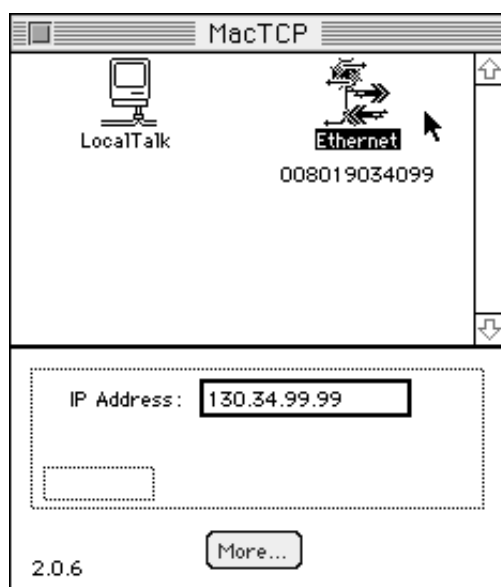 MacTCP
LocalTalk
Ethernet
008019034099
IP Address: 130.34.99.99
More...
2.0.6